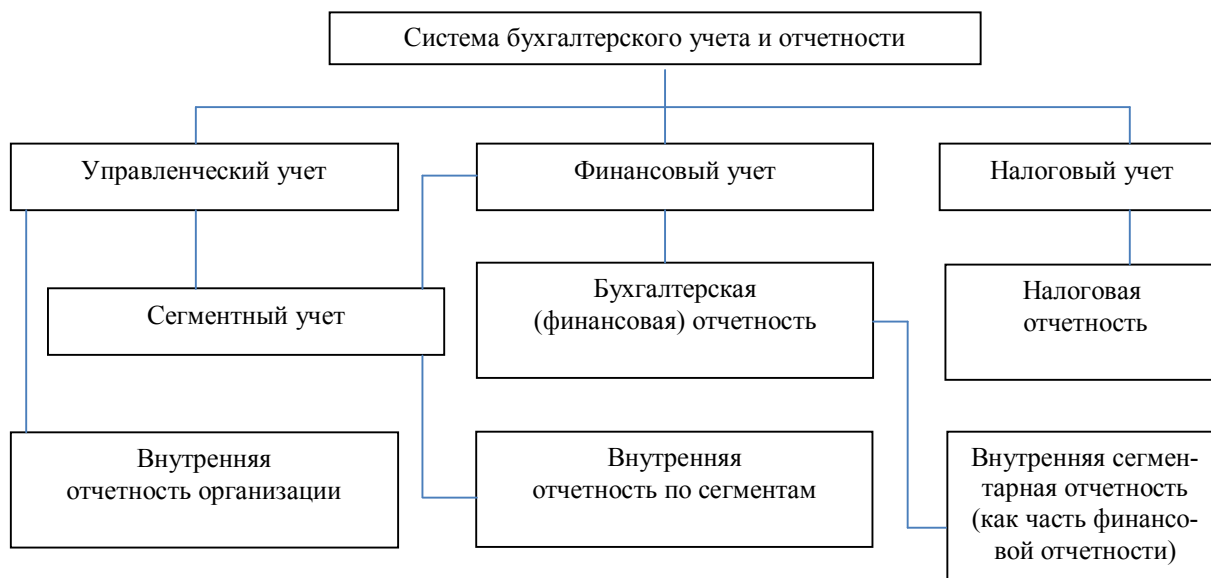 Система бухгалтерского учета и отчетности
Управленческий учет
Финансовый учет
Налоговый учет
Сегментный учет
Бухгалтерская
(финансовая) отчетность
Налоговая
отчетность
Внутренняя
отчетность организации
Внутренняя
отчетность по сегментам
Внутренняя сегмен-
тарная отчетность
(как часть финансо-
вой отчетности)